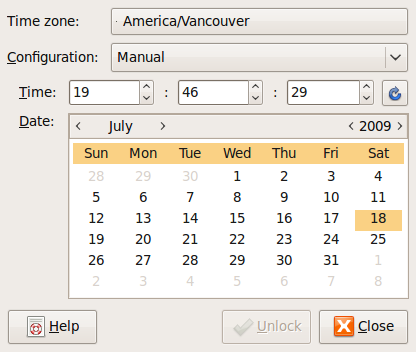 Time zone: America/Vancouver
Configuration: Manual
Time: 19 : 46 : 29
Date: < July > < 2009 >
Sun Mon Tue Wed Thu Fri Sat
28 29 30 1 2 3 4
5 6 7 8 9 10 11
12 13 14 15 16 17 18
19 20 21 22 23 24 25
26 27 28 29 30 31 1
2 3 4 5 6 7 8
Help Unlock Close